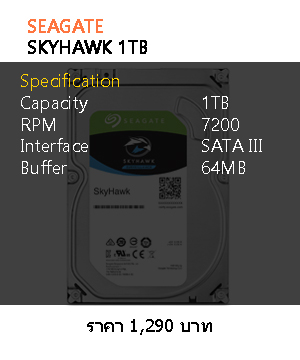 SEAGATE
SKYHAWK 1TB
Specification
Capacity 1TB
RPM 7200
Interface SATA III
Buffer 64MB
SEAGATE
SKYHAWK
SkyHawk
ราคา 1,290 บาท